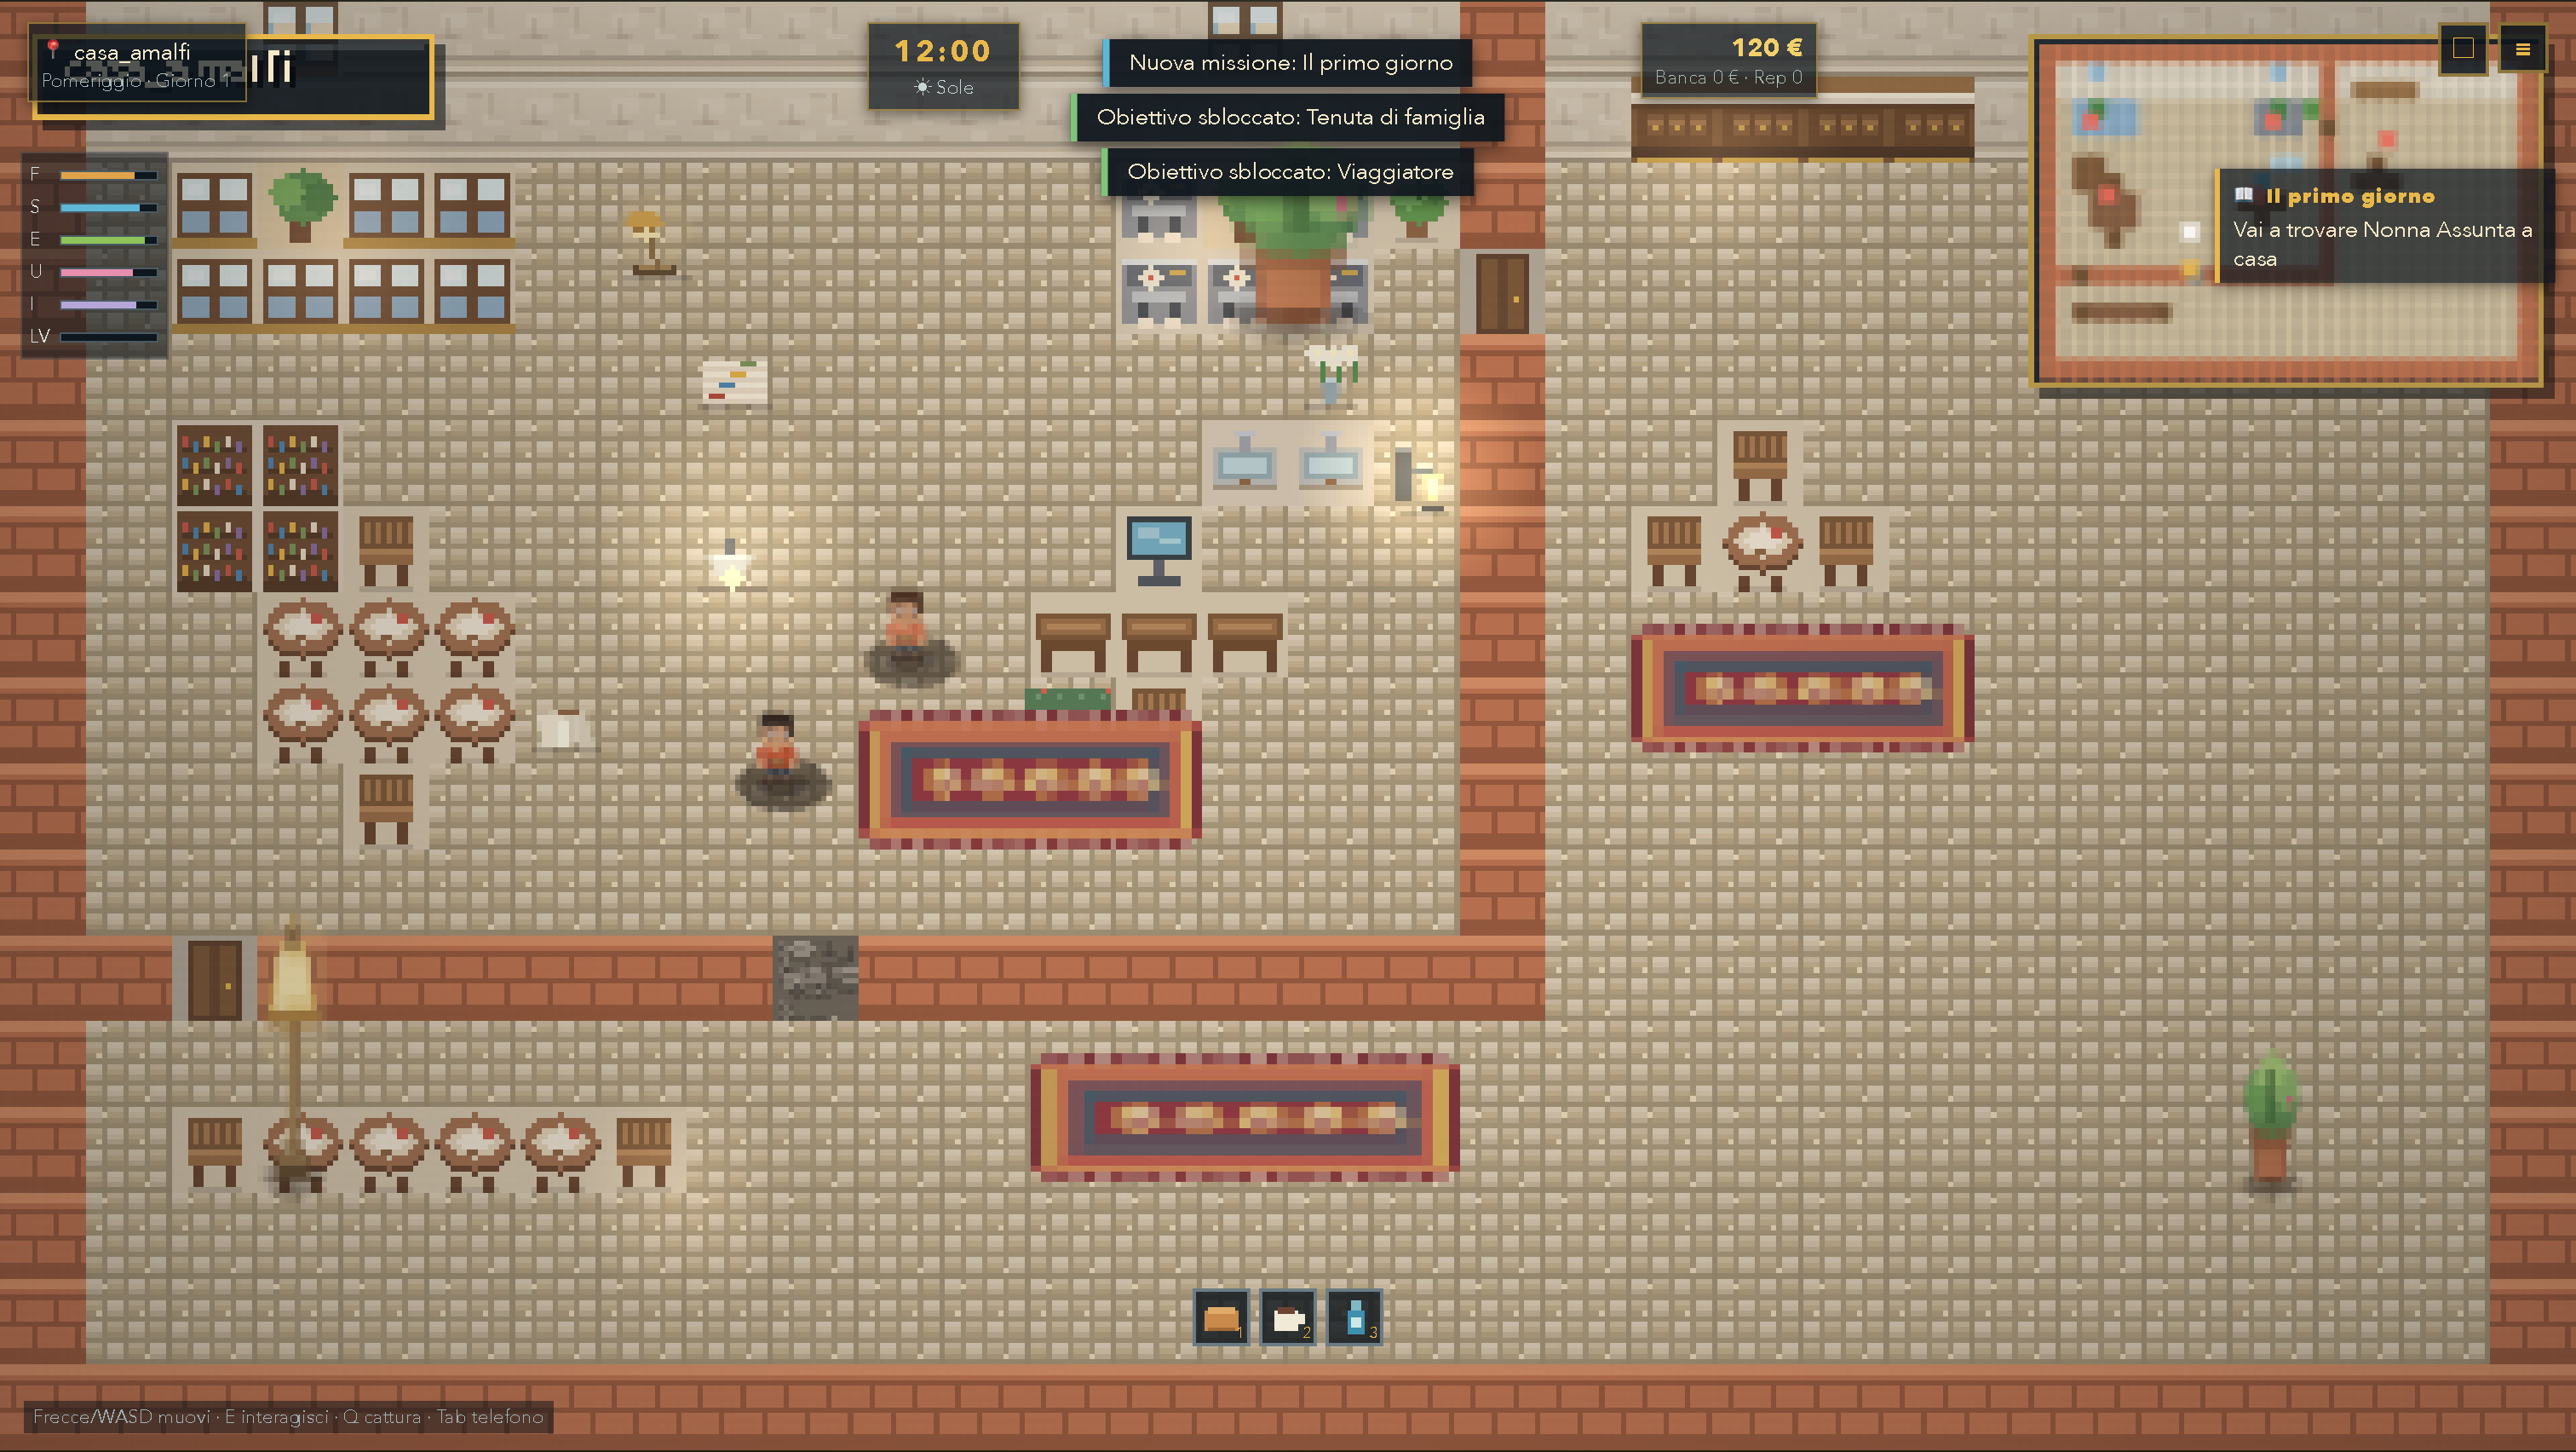 casa_amalfi
Pomeriggio · Giorno 1
12:00
Sole
Nuova missione: Il primo giorno
Obiettivo sbloccato: Tenuta di famiglia
Obiettivo sbloccato: Viaggiatore
120 €
Banca 0 € · Rep 0
F
S
E
U
I
LV
Il primo giorno
Vai a trovare Nonna Assunta a
casa
1
2
3
Frecce/WASD muovi · E interagisci · Q cattura · Tab telefono